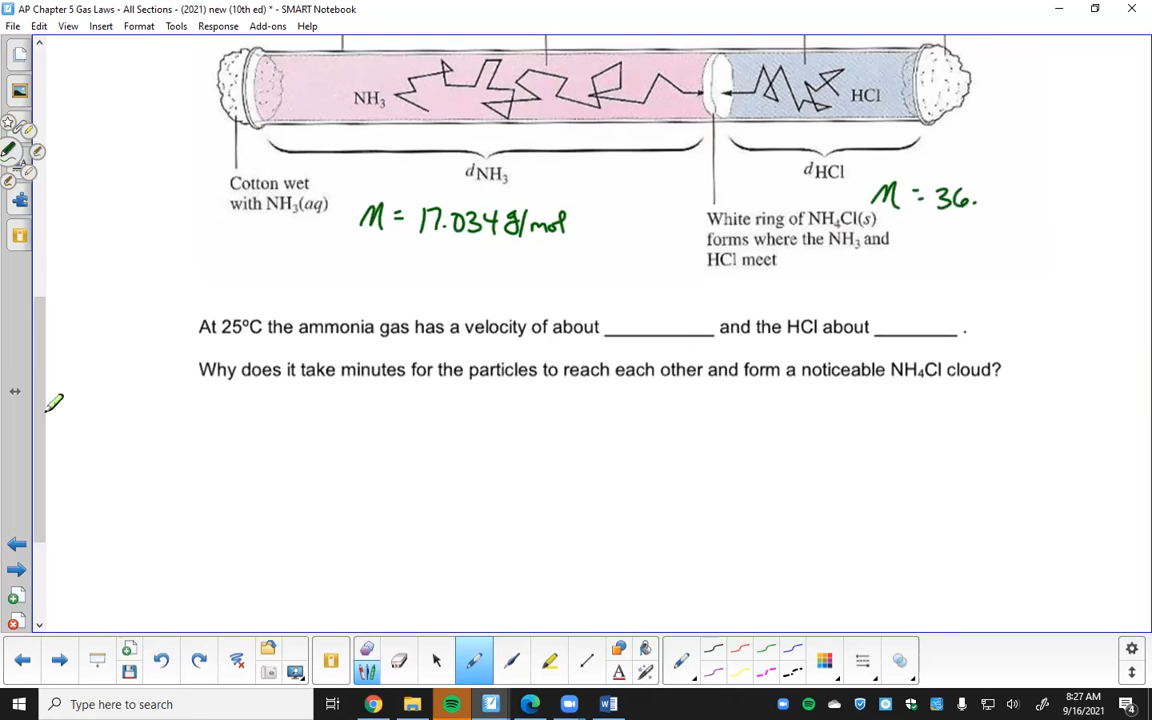 AP Chapter 5 Gas Laws - All Sections - (2021) new (10th ed) * - SMART Notebook
File Edit View Insert Format Tools Response Add-ons Help
NH₃
HCl
dNH₃
dHCl
Cotton wet
with NH₃(aq)
M = 17.034 g/mol
M = 36.
White ring of NH₄Cl(s)
forms where the NH₃ and
HCl meet
At 25ºC the ammonia gas has a velocity of about ____________ and the HCl about _________ .
Why does it take minutes for the particles to reach each other and form a noticeable NH₄Cl cloud?
Type here to search
8:27 AM
9/16/2021
4